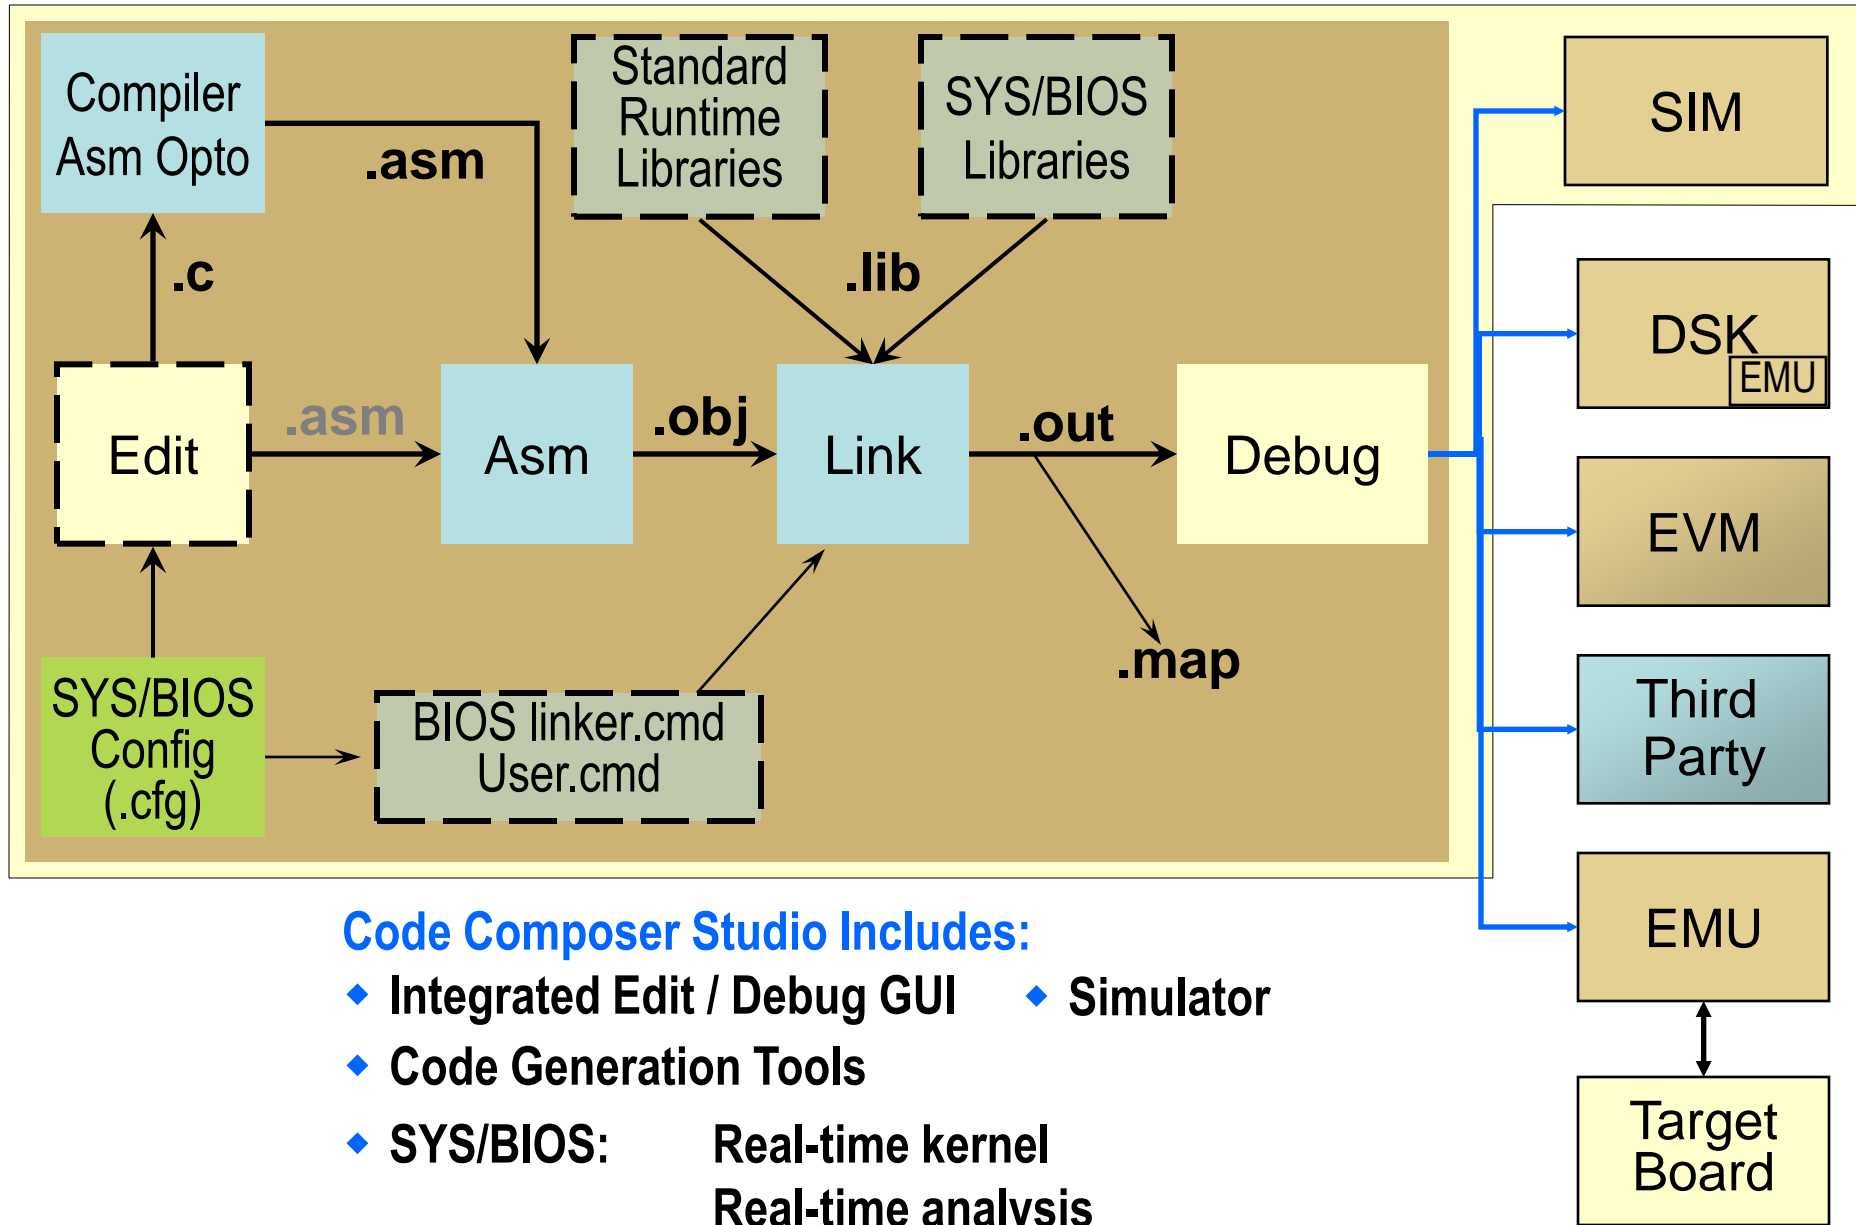 Compiler
Asm Opto
.asm
Standard
Runtime
Libraries
SYS/BIOS
Libraries
SIM
.c
.lib
DSK
EMU
Edit
.asm
Asm
.obj
Link
.out
Debug
EVM
.map
SYS/BIOS
Config
(.cfg)
BIOS linker.cmd
User.cmd
Third
Party
EMU
Target
Board
Code Composer Studio Includes:
Integrated Edit / Debug GUI
Simulator
Code Generation Tools
SYS/BIOS: Real-time kernel
Real-time analysis